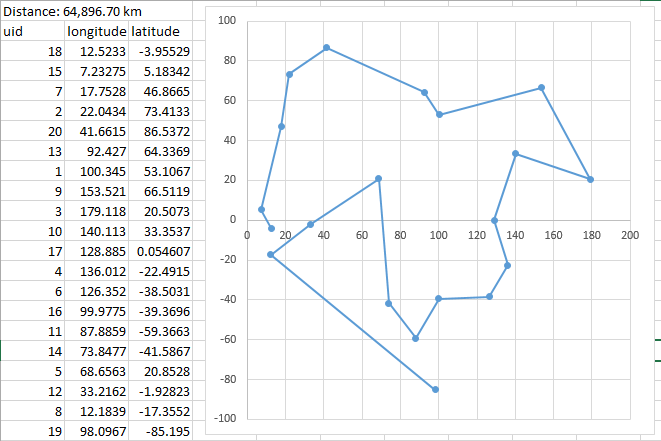 Distance: 64,896.70 km
uid longitude latitude
18 12.5233 -3.95529
15 7.23275 5.18342
7 17.7528 46.8665
2 22.0434 73.4133
20 41.6615 86.5372
13 92.427 64.3369
1 100.345 53.1067
9 153.521 66.5119
3 179.118 20.5073
10 140.113 33.3537
17 128.885 0.054607
4 136.012 -22.4915
6 126.352 -38.5031
16 99.9775 -39.3696
11 87.8859 -59.3663
14 73.8477 -41.5867
5 68.6563 20.8528
12 33.2162 -1.92823
8 12.1839 -17.3552
19 98.0967 -85.195
100
80
60
40
20
0
0 20 40 60 80 100 120 140 160 180 200
-20
-40
-60
-80
-100